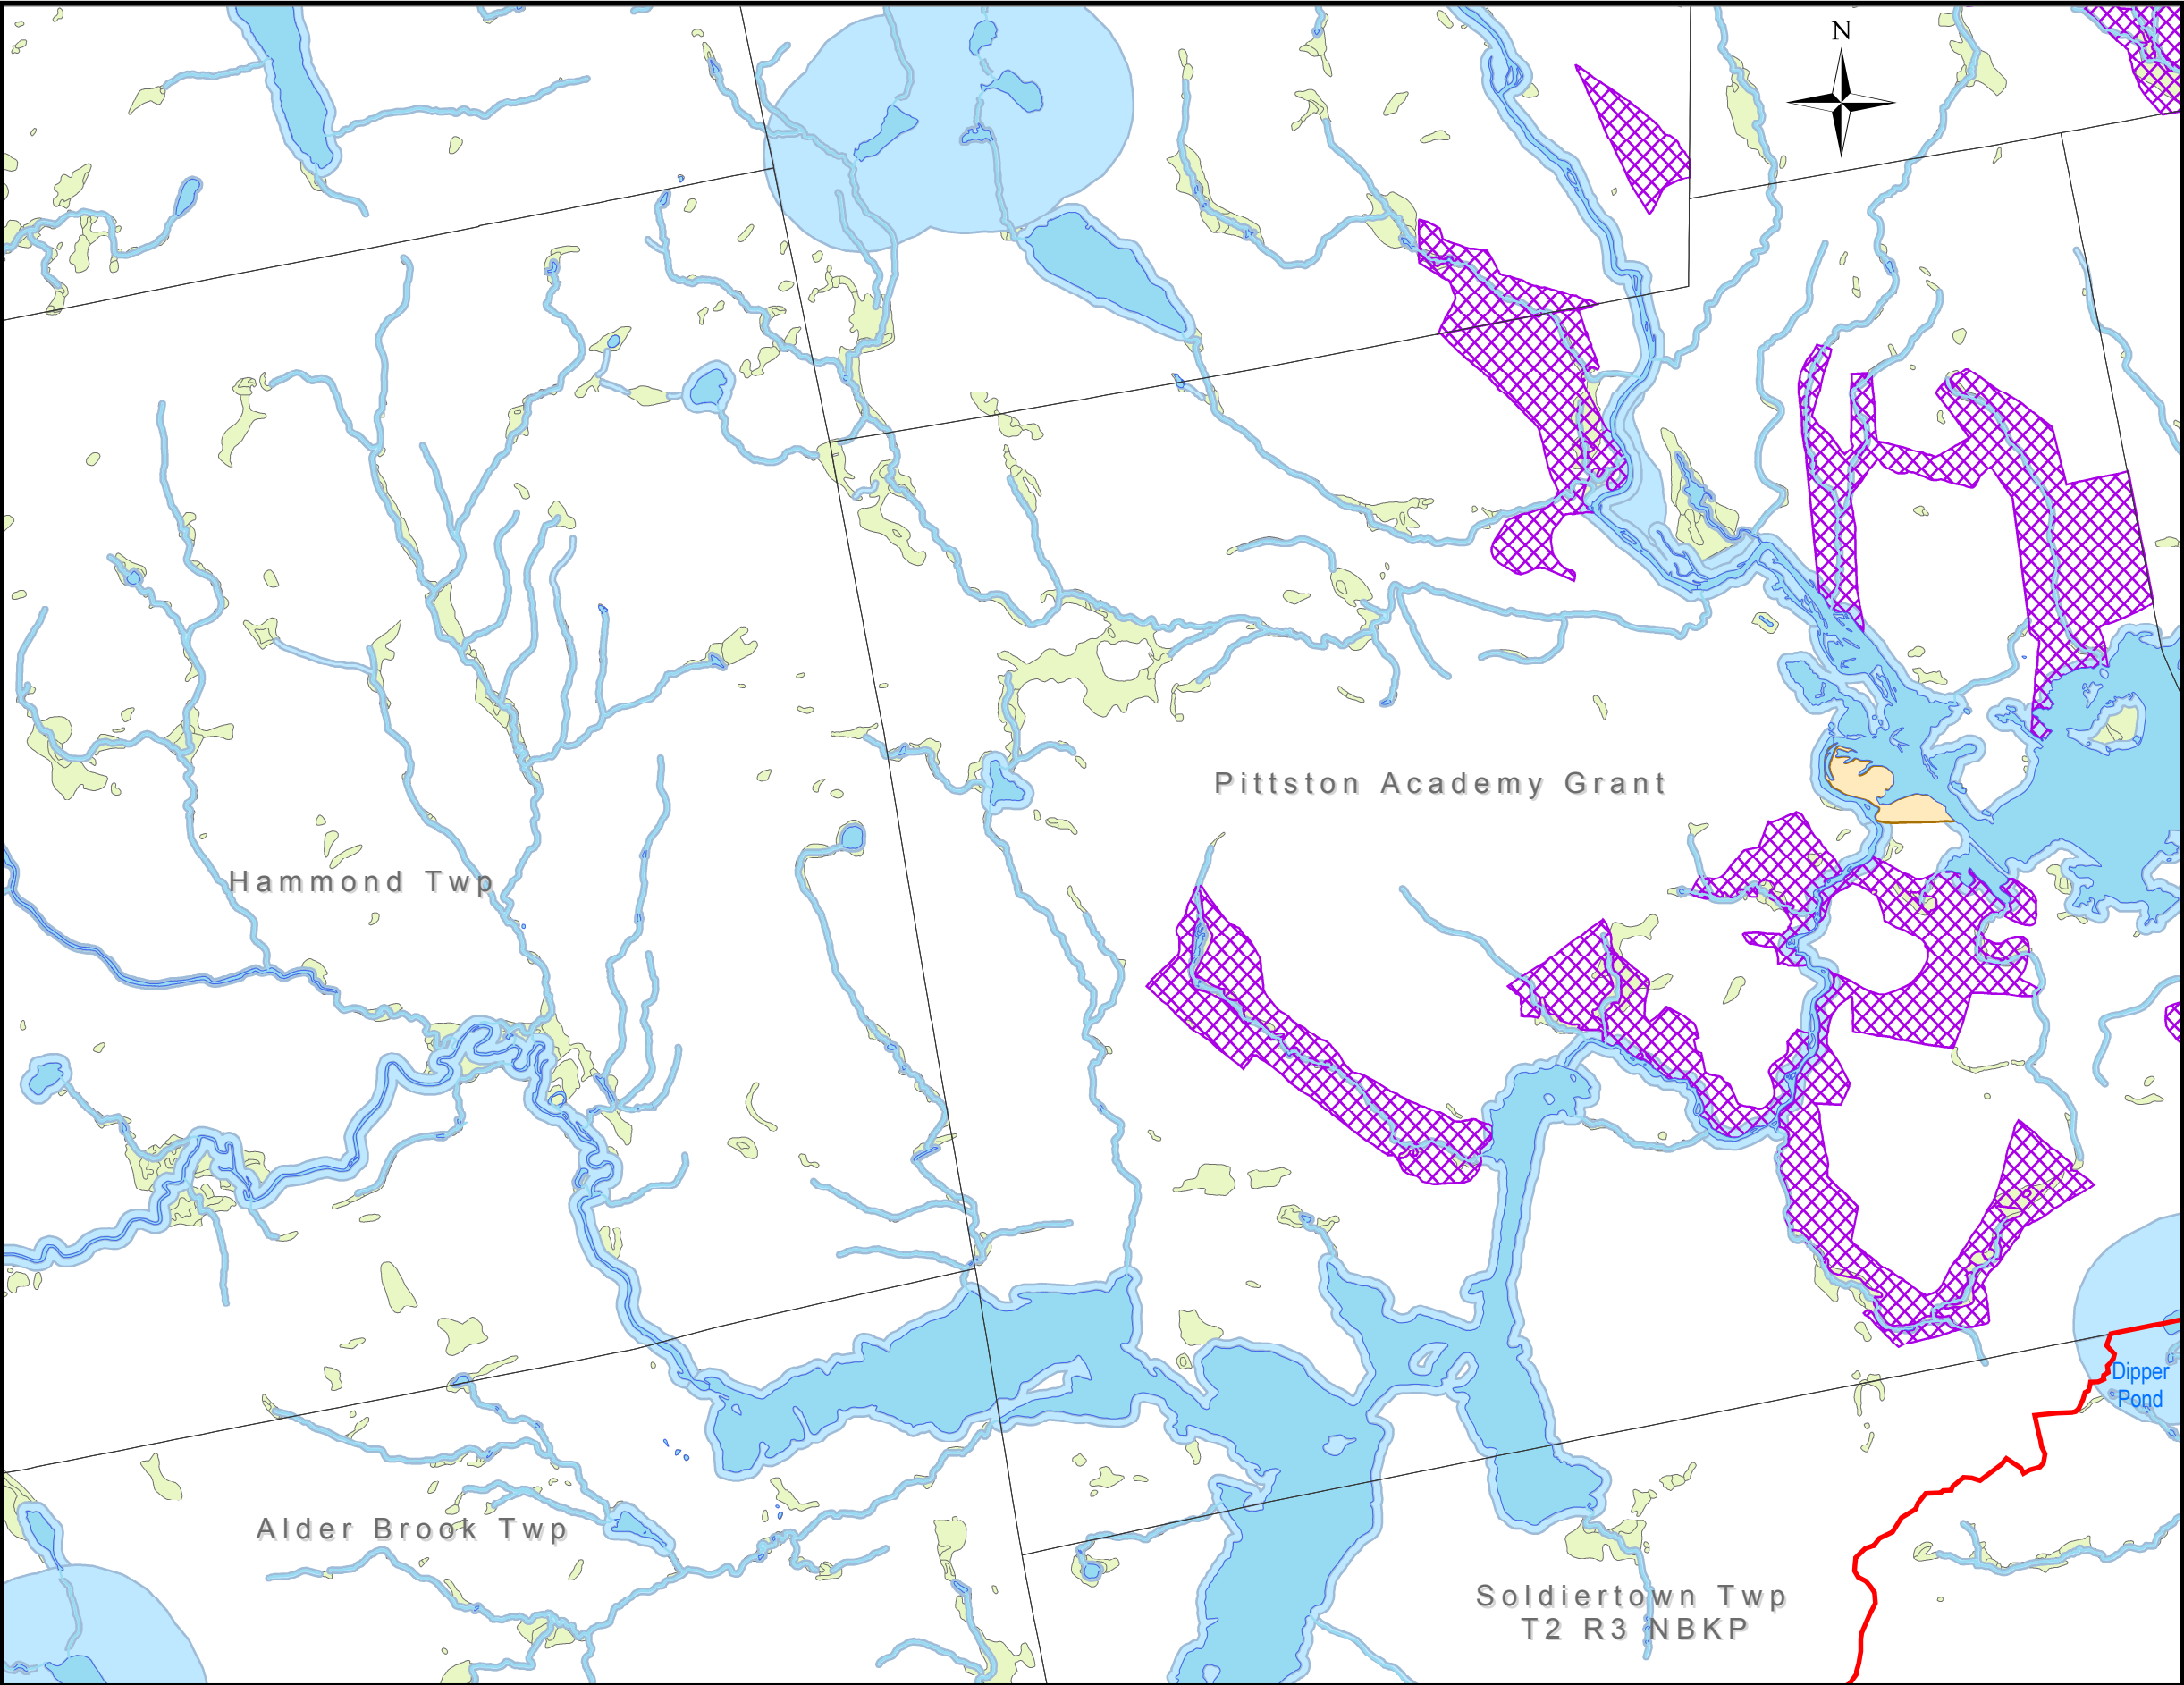 N
Pittston Academy Grant
Hammond Twp
Dipper
Pond
Alder Brook Twp
Soldiertown Twp
T2 R3 NBKP